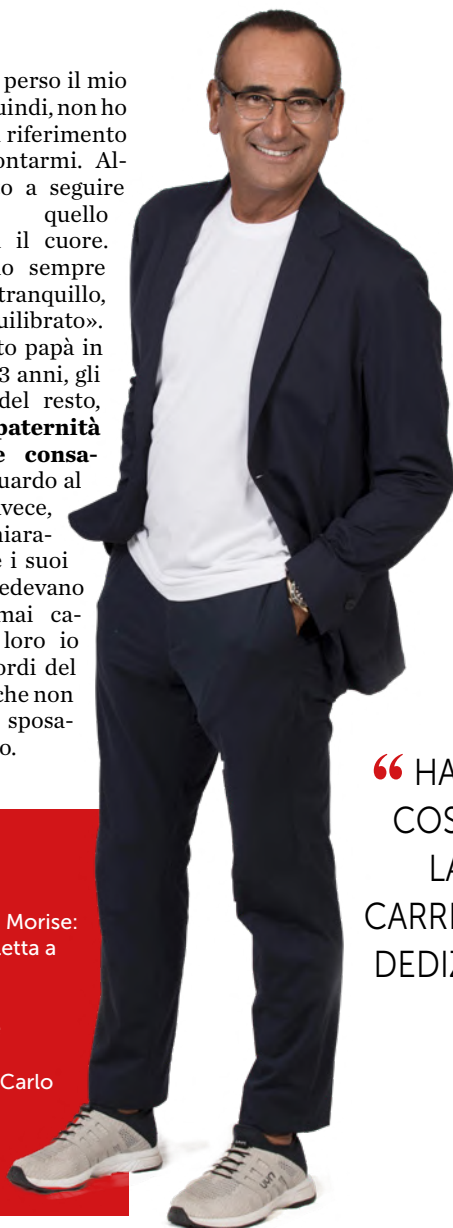 perso il mio
uindi, non ho
riferimento
ontarmi. Al-
o a seguire
quello
il cuore.
o sempre
tranquillo,
uilibrato».
to papà in
3 anni, gli
del resto,
paternità
e consa-
uardo al
vece,
hiara-
e i suoi
edevano
mai ca-
loro io
ordi del
che non
sposa-
o.
Morise:
etta a
Carlo
“ HA
COS
LA
CARRI
DEDIZ